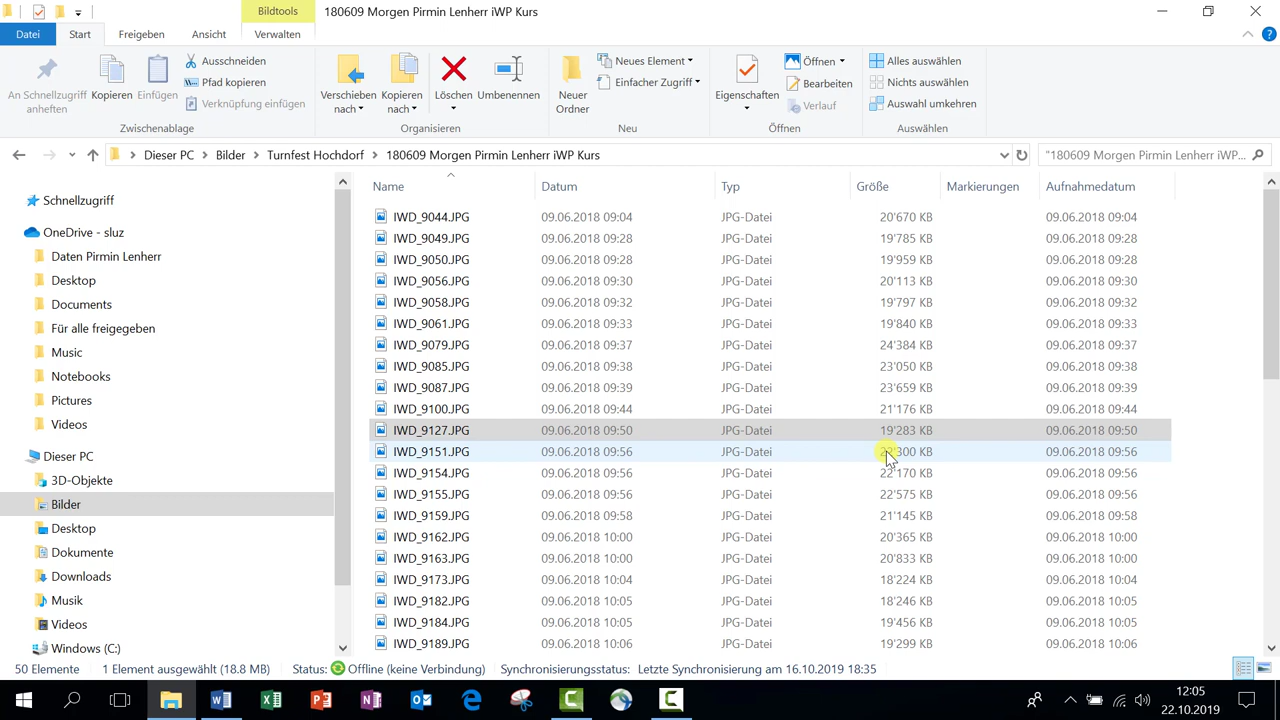 Bildtools
180609 Morgen Pirmin Lenherr iWP Kurs
Datei
Start
Freigeben
Ansicht
Verwalten
An Schnellzugriff anheften
Kopieren
Einfügen
Ausschneiden
Pfad kopieren
Verknüpfung einfügen
Zwischenablage
Verschieben nach
Kopieren nach
Löschen
Umbenennen
Organisieren
Neuer Ordner
Neues Element
Einfacher Zugriff
Neu
Eigenschaften
Öffnen
Bearbeiten
Verlauf
Öffnen
Alles auswählen
Nichts auswählen
Auswahl umkehren
Auswählen
Dieser PC > Bilder > Turnfest Hochdorf > 180609 Morgen Pirmin Lenherr iWP Kurs
"180609 Morgen Pirmin Lenherr iWP...
Schnellzugriff
OneDrive - sluz
Daten Pirmin Lenherr
Desktop
Documents
Für alle freigegeben
Music
Notebooks
Pictures
Videos
Dieser PC
3D-Objekte
Bilder
Desktop
Dokumente
Downloads
Musik
Videos
Windows (C:)
Name Datum Typ Größe Markierungen Aufnahmedatum
IWD_9044.JPG 09.06.2018 09:04 JPG-Datei 20'670 KB 09.06.2018 09:04
IWD_9049.JPG 09.06.2018 09:28 JPG-Datei 19'785 KB 09.06.2018 09:28
IWD_9050.JPG 09.06.2018 09:28 JPG-Datei 19'959 KB 09.06.2018 09:28
IWD_9056.JPG 09.06.2018 09:30 JPG-Datei 20'113 KB 09.06.2018 09:30
IWD_9058.JPG 09.06.2018 09:32 JPG-Datei 19'797 KB 09.06.2018 09:32
IWD_9061.JPG 09.06.2018 09:33 JPG-Datei 19'840 KB 09.06.2018 09:33
IWD_9079.JPG 09.06.2018 09:37 JPG-Datei 24'384 KB 09.06.2018 09:37
IWD_9085.JPG 09.06.2018 09:38 JPG-Datei 23'050 KB 09.06.2018 09:38
IWD_9087.JPG 09.06.2018 09:39 JPG-Datei 23'659 KB 09.06.2018 09:39
IWD_9100.JPG 09.06.2018 09:44 JPG-Datei 21'176 KB 09.06.2018 09:44
IWD_9127.JPG 09.06.2018 09:50 JPG-Datei 19'283 KB 09.06.2018 09:50
IWD_9151.JPG 09.06.2018 09:56 JPG-Datei 22'300 KB 09.06.2018 09:56
IWD_9154.JPG 09.06.2018 09:56 JPG-Datei 22'170 KB 09.06.2018 09:56
IWD_9155.JPG 09.06.2018 09:56 JPG-Datei 22'575 KB 09.06.2018 09:56
IWD_9159.JPG 09.06.2018 09:58 JPG-Datei 21'145 KB 09.06.2018 09:58
IWD_9162.JPG 09.06.2018 10:00 JPG-Datei 20'365 KB 09.06.2018 10:00
IWD_9163.JPG 09.06.2018 10:00 JPG-Datei 20'833 KB 09.06.2018 10:00
IWD_9173.JPG 09.06.2018 10:04 JPG-Datei 18'224 KB 09.06.2018 10:04
IWD_9182.JPG 09.06.2018 10:05 JPG-Datei 18'246 KB 09.06.2018 10:05
IWD_9184.JPG 09.06.2018 10:05 JPG-Datei 19'456 KB 09.06.2018 10:05
IWD_9189.JPG 09.06.2018 10:06 JPG-Datei 19'299 KB 09.06.2018 10:06
50 Elemente 1 Element ausgewählt (18.8 MB) Status: Offline (keine Verbindung) Synchronisierungsstatus: Letzte Synchronisierung am 16.10.2019 18:35
12:05
22.10.2019